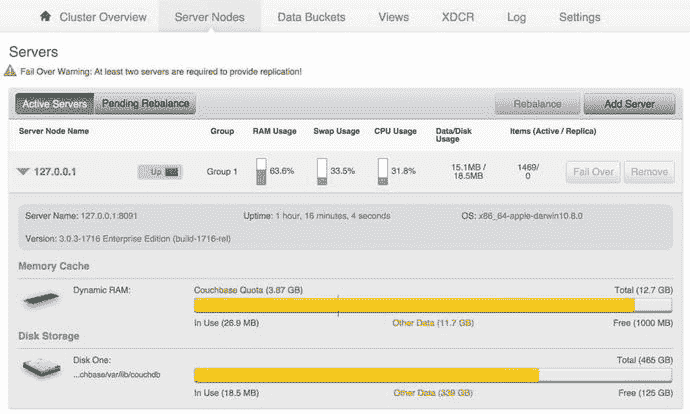 Cluster Overview Server Nodes Data Buckets Views XDCR Log Settings
Servers
Fail Over Warning: At least two servers are required to provide replication!
Active Servers Pending Rebalance Rebalance Add Server
Server Node Name Group RAM Usage Swap Usage CPU Usage Data/Disk Usage Items (Active / Replica)
127.0.0.1 Up Group 1 63.6% 33.5% 31.8% 15.1MB / 18.5MB 1469/ 0 Fail Over Remove
Server Name: 127.0.0.1:8091 Uptime: 1 hour, 16 minutes, 4 seconds OS: x86_64-apple-darwin10.8.0
Version: 3.0.3-1716 Enterprise Edition (build-1716-rel)
Memory Cache
Dynamic RAM: Couchbase Quota (3.87 GB) Total (12.7 GB)
In Use (26.9 MB) Other Data (11.7 GB) Free (1000 MB)
Disk Storage
Disk One: Total (465 GB)
...chbase/var/lib/couchdb
In Use (18.5 MB) Other Data (339 GB) Free (125 GB)